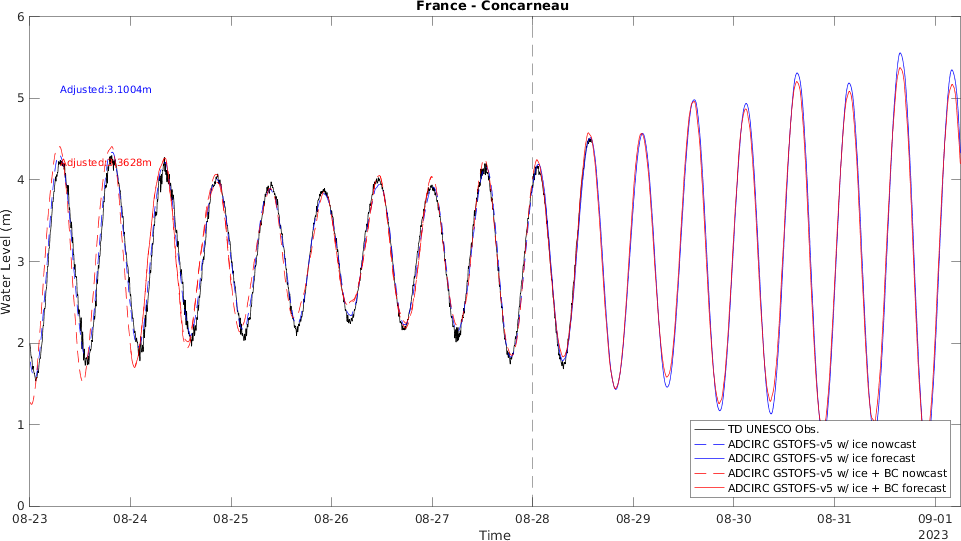 France - Concarneau
6
5
4
3
2
1
0
Water Level (m)
Adjusted:3.1004m
08-23
08-24
08-25
08-26
08-27
08-28
08-29
08-30
08-31
09-01
2023
Time
TD UNESCO Obs.
ADCIRC GSTOFS-v5 w/ ice nowcast
ADCIRC GSTOFS-v5 w/ ice forecast
ADCIRC GSTOFS-v5 w/ ice + BC nowcast
ADCIRC GSTOFS-v5 w/ ice + BC forecast